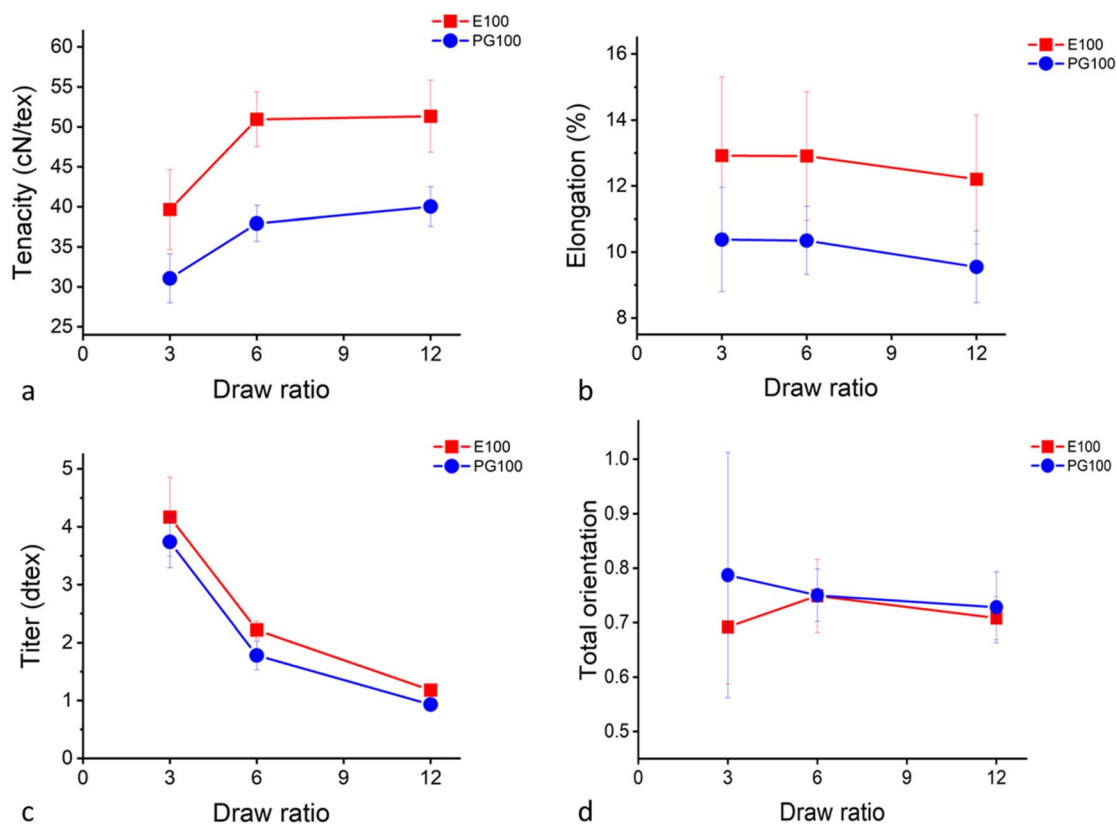 E100
PG100
60
55
50
45
40
35
30
25
Tenacity (cN/tex)
0 3 6 9 12
Draw ratio
a
E100
PG100
16
14
12
10
8
Elongation (%)
0 3 6 9 12
Draw ratio
b
E100
PG100
5
4
3
2
1
0
Titer (dtex)
0 3 6 9 12
Draw ratio
c
E100
PG100
1.0
0.9
0.8
0.7
0.6
0.5
Total orientation
0 3 6 9 12
Draw ratio
d